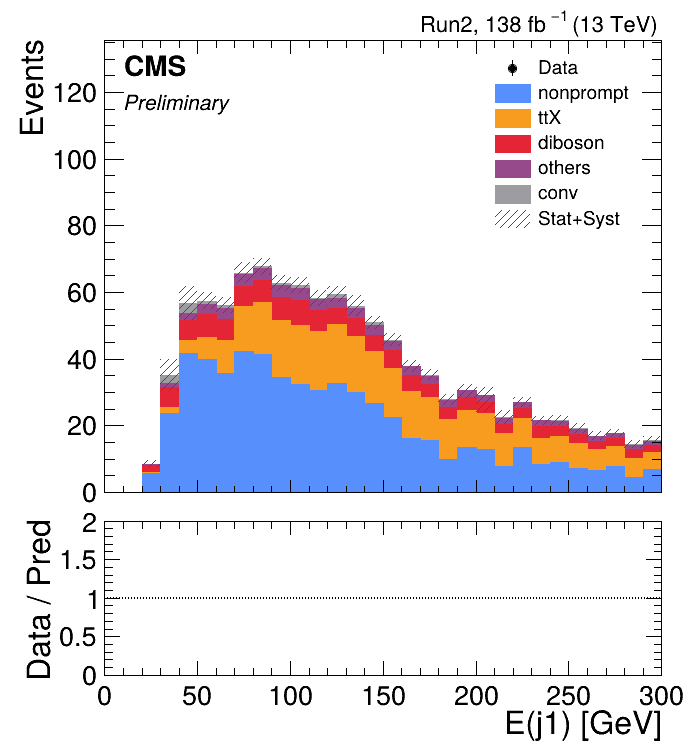 Run2, 138 fb⁻¹ (13 TeV)
CMS
Preliminary
Events
120
100
80
60
40
20
0
Data
nonprompt
ttX
diboson
others
conv
Stat+Syst
Data / Pred
2
1.5
1
0.5
0
0 50 100 150 200 250 300
E(j1) [GeV]